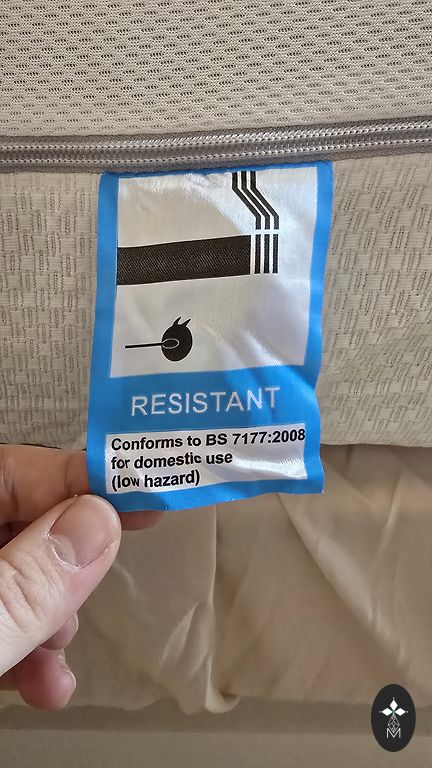 RESISTANT
Conforms to BS 7177:2008
for domestic use
(low hazard)